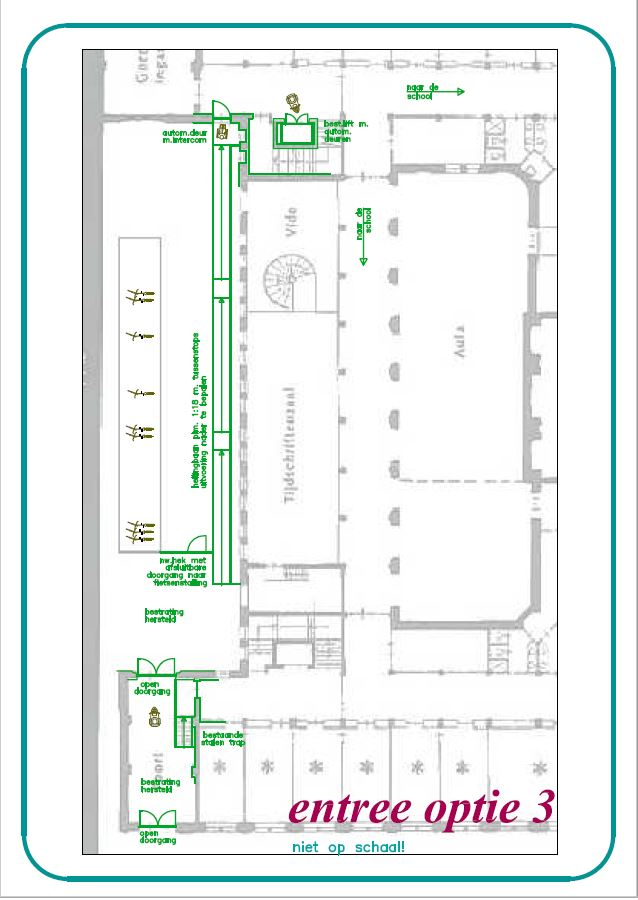 naar de
school
autom.deur
m.intercom
best.lift m.
autom.
deuren
naar de
school
Vide
Aula
hellingbaan plm. 1:18 m. tussenstops
uitvoering nader te bepalen
Tijdschriftenzaal
nw.hek met
afsluitbare
doorgang naar
fietsenstalling
bestrating
hersteld
open
doorgang
bestaande
stalen trap
bestrating
hersteld
open
doorgang
entree optie 3
niet op schaal!